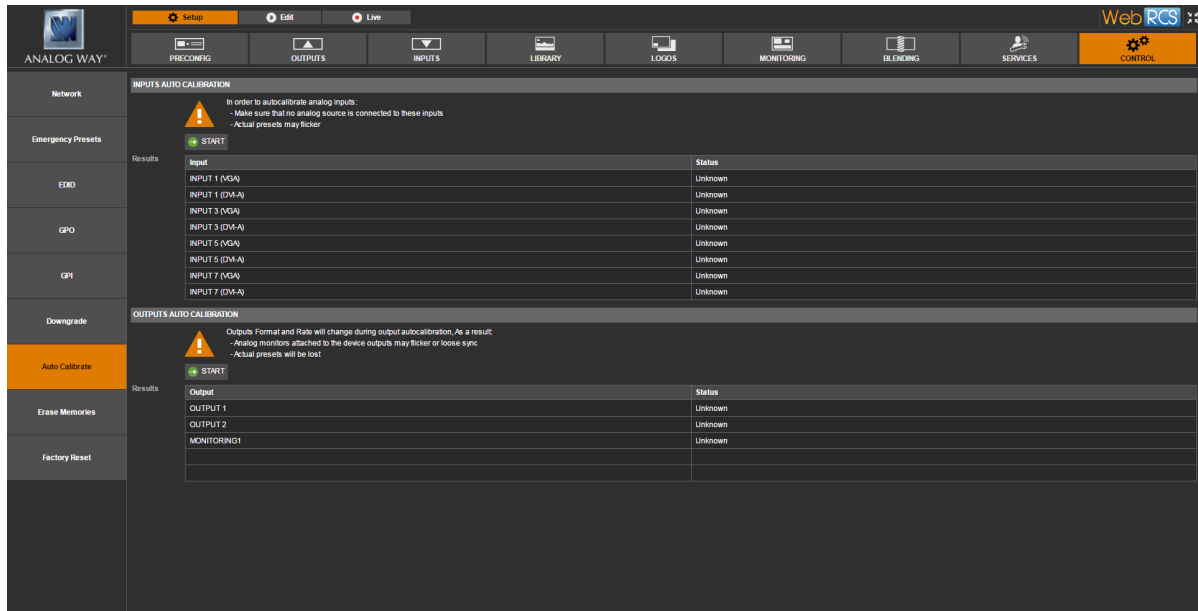 Setup
Edit
Live
Web RCS
ANALOG WAY®
PRECONFIG
OUTPUTS
INPUTS
LIBRARY
LOGOS
MONITORING
BLENDING
SERVICES
CONTROL
Network
Emergency Presets
EDID
GPO
GPI
Downgrade
Auto Calibrate
Erase Memories
Factory Reset
INPUTS AUTO CALIBRATION
In order to autocalibrate analog inputs:
- Make sure that no analog source is connected to these inputs
- Actual presets may flicker
START
Results
Input Status
INPUT 1 (VGA) Unknown
INPUT 1 (DVI-A) Unknown
INPUT 3 (VGA) Unknown
INPUT 3 (DVI-A) Unknown
INPUT 5 (VGA) Unknown
INPUT 5 (DVI-A) Unknown
INPUT 7 (VGA) Unknown
INPUT 7 (DVI-A) Unknown
OUTPUTS AUTO CALIBRATION
Outputs Format and Rate will change during output autocalibration, As a result:
- Analog monitors attached to the device outputs may flicker or loose sync
- Actual presets will be lost
START
Results
Output Status
OUTPUT 1 Unknown
OUTPUT 2 Unknown
MONITORING1 Unknown